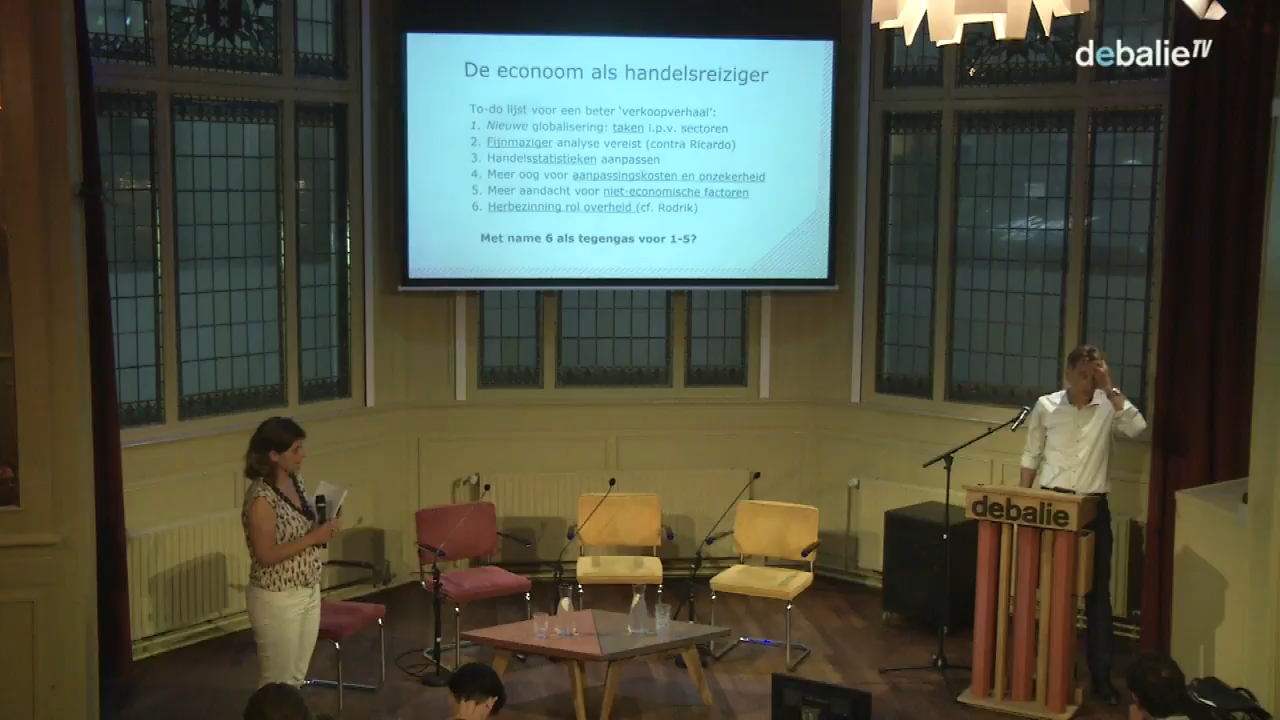 debalieTV
De econoom als handelsreiziger
To-do lijst voor een beter 'verkoopverhaal':
1. Nieuwe globalisering: taken i.p.v. sectoren
2. Fijnmaziger analyse vereist (contra Ricardo)
3. Handelsstatistieken aanpassen
4. Meer oog voor aanpassingskosten en onzekerheid
5. Meer aandacht voor niet-economische factoren
6. Herbezinning rol overheid (cf. Rodrik)
Met name 6 als tegengas voor 1-5?
debalie